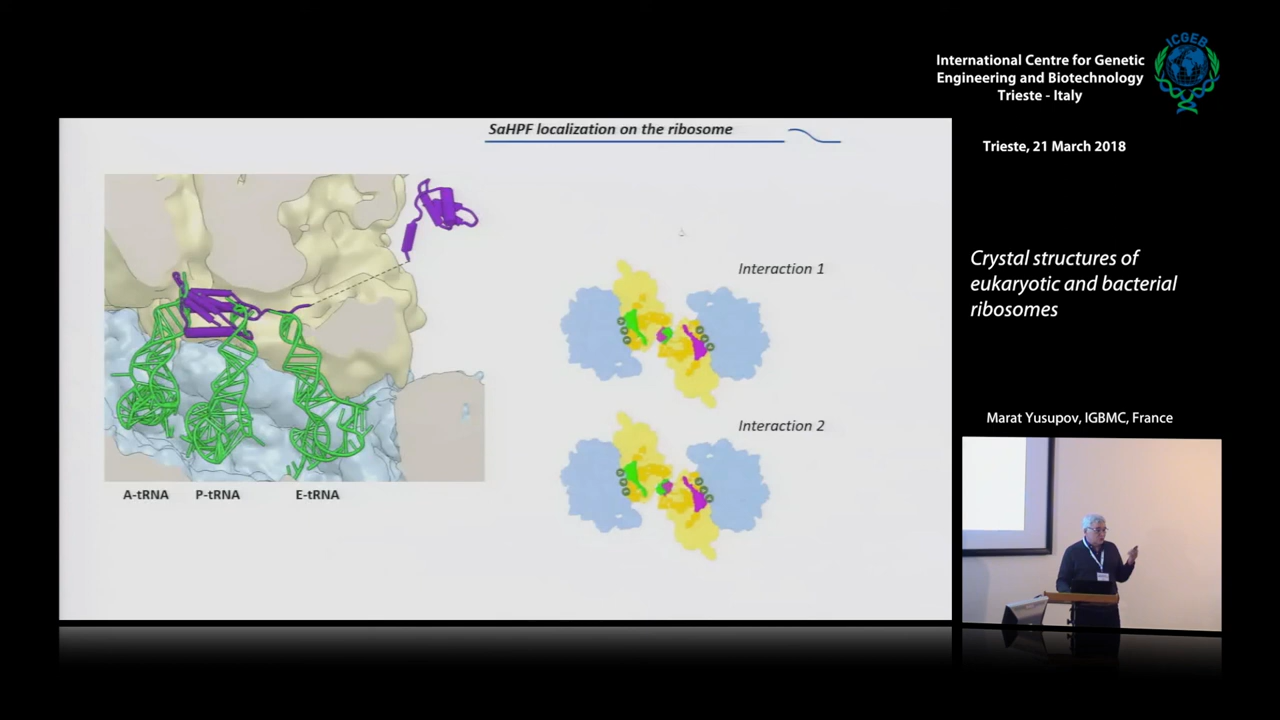 ICGEB
International Centre for Genetic
Engineering and Biotechnology
Trieste - Italy
Trieste, 21 March 2018
Crystal structures of
eukaryotic and bacterial
ribosomes
Marat Yusupov, IGBMC, France
SaHPF localization on the ribosome
Interaction 1
Interaction 2
A-tRNA
P-tRNA
E-tRNA